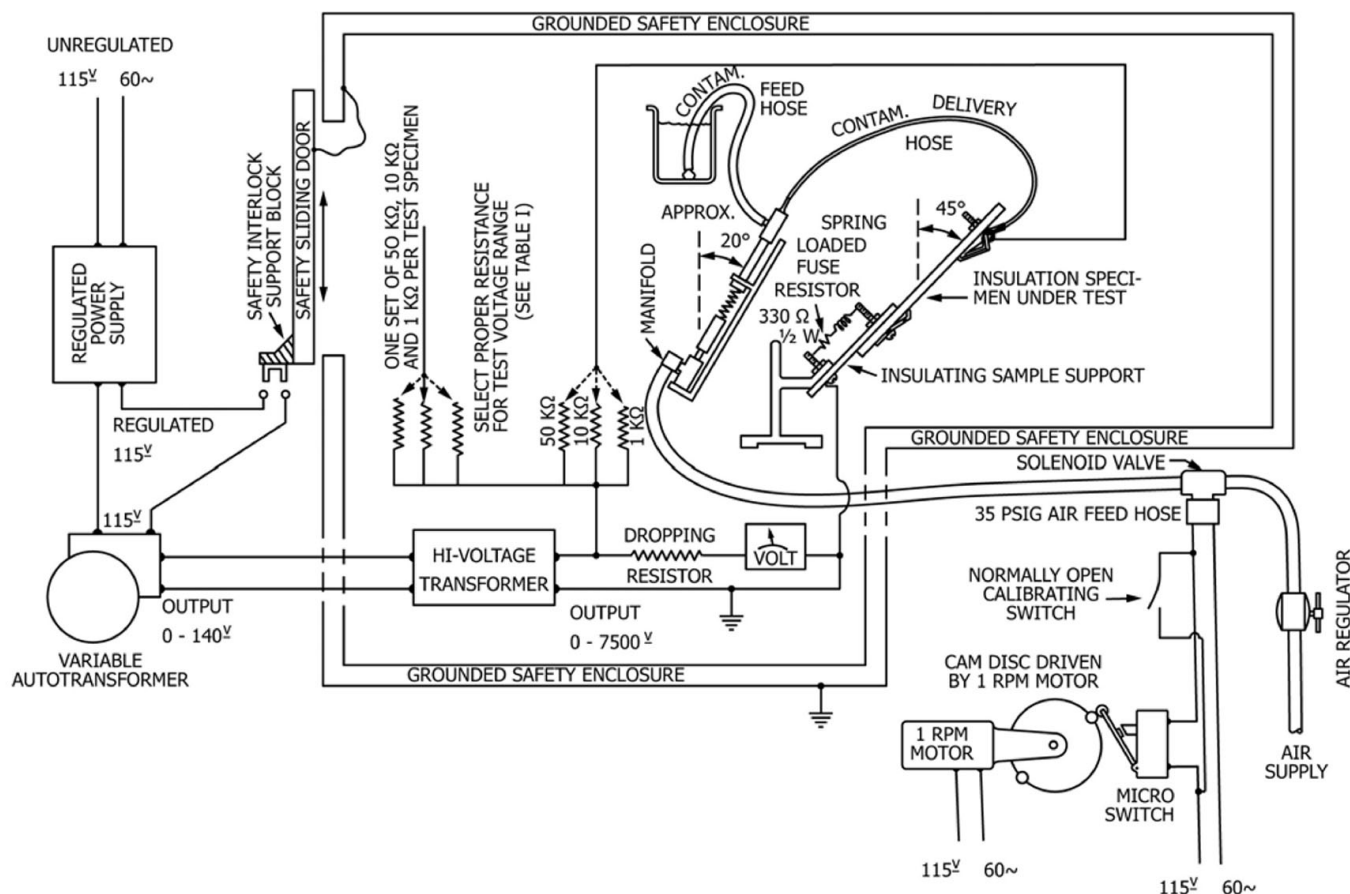 GROUNDED SAFETY ENCLOSURE
UNREGULATED
115V 60~
SAFETY INTERLOCK
SUPPORT BLOCK
SAFETY SLIDING DOOR
REGULATED
POWER
SUPPLY
REGULATED
115V
115V
OUTPUT
0 - 140V
VARIABLE
AUTOTRANSFORMER
ONE SET OF 50 KΩ, 10 KΩ
AND 1 KΩ PER TEST SPECIMEN
SELECT PROPER RESISTANCE
FOR TEST VOLTAGE RANGE
(SEE TABLE I)
50 KΩ
10 KΩ
1 KΩ
CONTAM.
FEED
HOSE
CONTAM.
DELIVERY
HOSE
APPROX.
20°
MANIFOLD
SPRING
LOADED
FUSE
RESISTOR
330 Ω
½ W
45°
INSULATION SPECI-
MEN UNDER TEST
INSULATING SAMPLE SUPPORT
GROUNDED SAFETY ENCLOSURE
SOLENOID VALVE
35 PSIG AIR FEED HOSE
HI-VOLTAGE
TRANSFORMER
DROPPING
RESISTOR
VOLT
OUTPUT
0 - 7500V
GROUNDED SAFETY ENCLOSURE
NORMALLY OPEN
CALIBRATING
SWITCH
AIR REGULATOR
CAM DISC DRIVEN
BY 1 RPM MOTOR
1 RPM
MOTOR
MICRO
SWITCH
AIR
SUPPLY
115V 60~
115V 60~